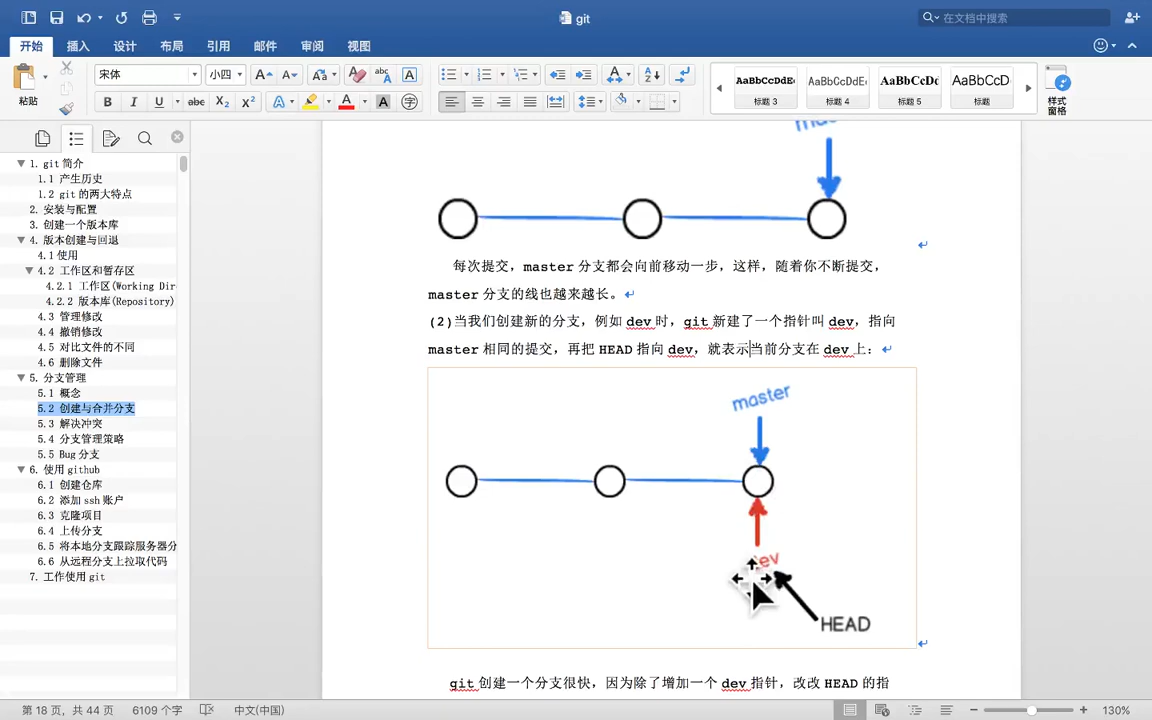 git
在文档中搜索
开始 插入 设计 布局 引用 邮件 审阅 视图
粘贴
宋体 小四
AaBbCcDdEe AaBbCcDdEe AaBbCcDd AaBbCcD
标题 3 标题 4 标题 5 标题
样式
窗格
1. git 简介
1.1 产生历史
1.2 git 的两大特点
2. 安装与配置
3. 创建一个版本库
4. 版本创建与回退
4.1 使用
4.2 工作区和暂存区
4.2.1 工作区(Working Dir
4.2.2 版本库(Repository)
4.3 管理修改
4.4 撤销修改
4.5 对比文件的不同
4.6 删除文件
5. 分支管理
5.1 概念
5.2 创建与合并分支
5.3 解决冲突
5.4 分支管理策略
5.5 Bug 分支
6. 使用 github
6.1 创建仓库
6.2 添加 ssh 账户
6.3 克隆项目
6.4 上传分支
6.5 将本地分支跟踪服务器分
6.6 从远程分支上拉取代码
7. 工作使用 git
每次提交，master 分支都会向前移动一步，这样，随着你不断提交，
master 分支的线也越来越长。
(2)当我们创建新的分支，例如 dev 时，git 新建了一个指针叫 dev，指向
master 相同的提交，再把 HEAD 指向 dev，就表示当前分支在 dev 上：
master
dev
HEAD
git 创建一个分支很快，因为除了增加一个 dev 指针，改改 HEAD 的指
第 18 页，共 44 页 6109 个字 中文(中国) 130%